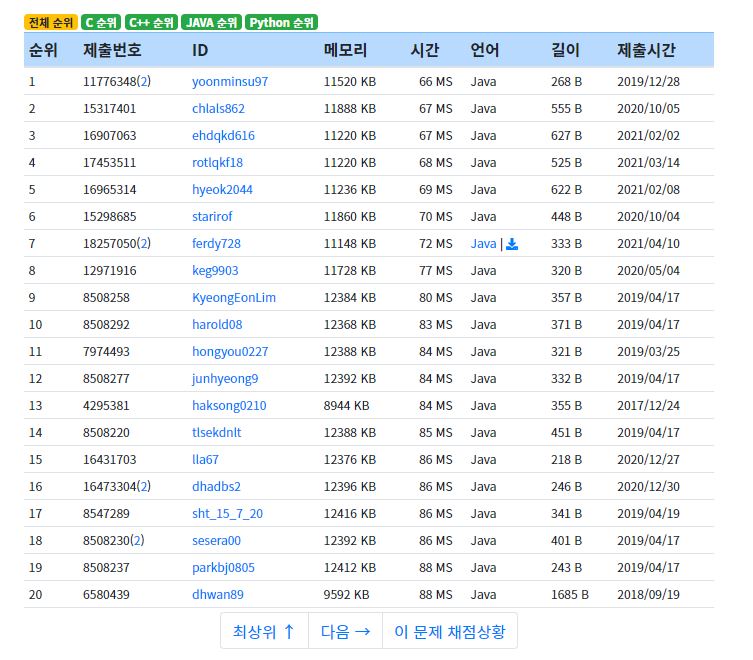 전체 순위 C 순위 C++ 순위 JAVA 순위 Python 순위
순위 제출번호 ID 메모리 시간 언어 길이 제출시간
1 11776348(2) yoonminsu97 11520 KB 66 MS Java 268 B 2019/12/28
2 15317401 chlals862 11888 KB 67 MS Java 555 B 2020/10/05
3 16907063 ehdqkd616 11220 KB 67 MS Java 627 B 2021/02/02
4 17453511 rotlqkf18 11220 KB 68 MS Java 525 B 2021/03/14
5 16965314 hyeok2044 11236 KB 69 MS Java 622 B 2021/02/08
6 15298685 starirof 11860 KB 70 MS Java 448 B 2020/10/04
7 18257050(2) ferdy728 11148 KB 72 MS Java | 333 B 2021/04/10
8 12971916 keg9903 11728 KB 77 MS Java 320 B 2020/05/04
9 8508258 KyeongEonLim 12384 KB 80 MS Java 357 B 2019/04/17
10 8508292 harold08 12368 KB 83 MS Java 371 B 2019/04/17
11 7974493 hongyou0227 12388 KB 84 MS Java 321 B 2019/03/25
12 8508277 junhyeong9 12392 KB 84 MS Java 332 B 2019/04/17
13 4295381 haksong0210 8944 KB 84 MS Java 355 B 2017/12/24
14 8508220 tlsekdnlt 12388 KB 85 MS Java 451 B 2019/04/17
15 16431703 lla67 12376 KB 86 MS Java 218 B 2020/12/27
16 16473304(2) dhadbs2 12396 KB 86 MS Java 246 B 2020/12/30
17 8547289 sht_15_7_20 12416 KB 86 MS Java 341 B 2019/04/19
18 8508230(2) sesera00 12392 KB 86 MS Java 401 B 2019/04/17
19 8508237 parkbj0805 12412 KB 88 MS Java 243 B 2019/04/17
20 6580439 dhwan89 9592 KB 88 MS Java 1685 B 2018/09/19
최상위 ↑ 다음 → 이 문제 채점상황